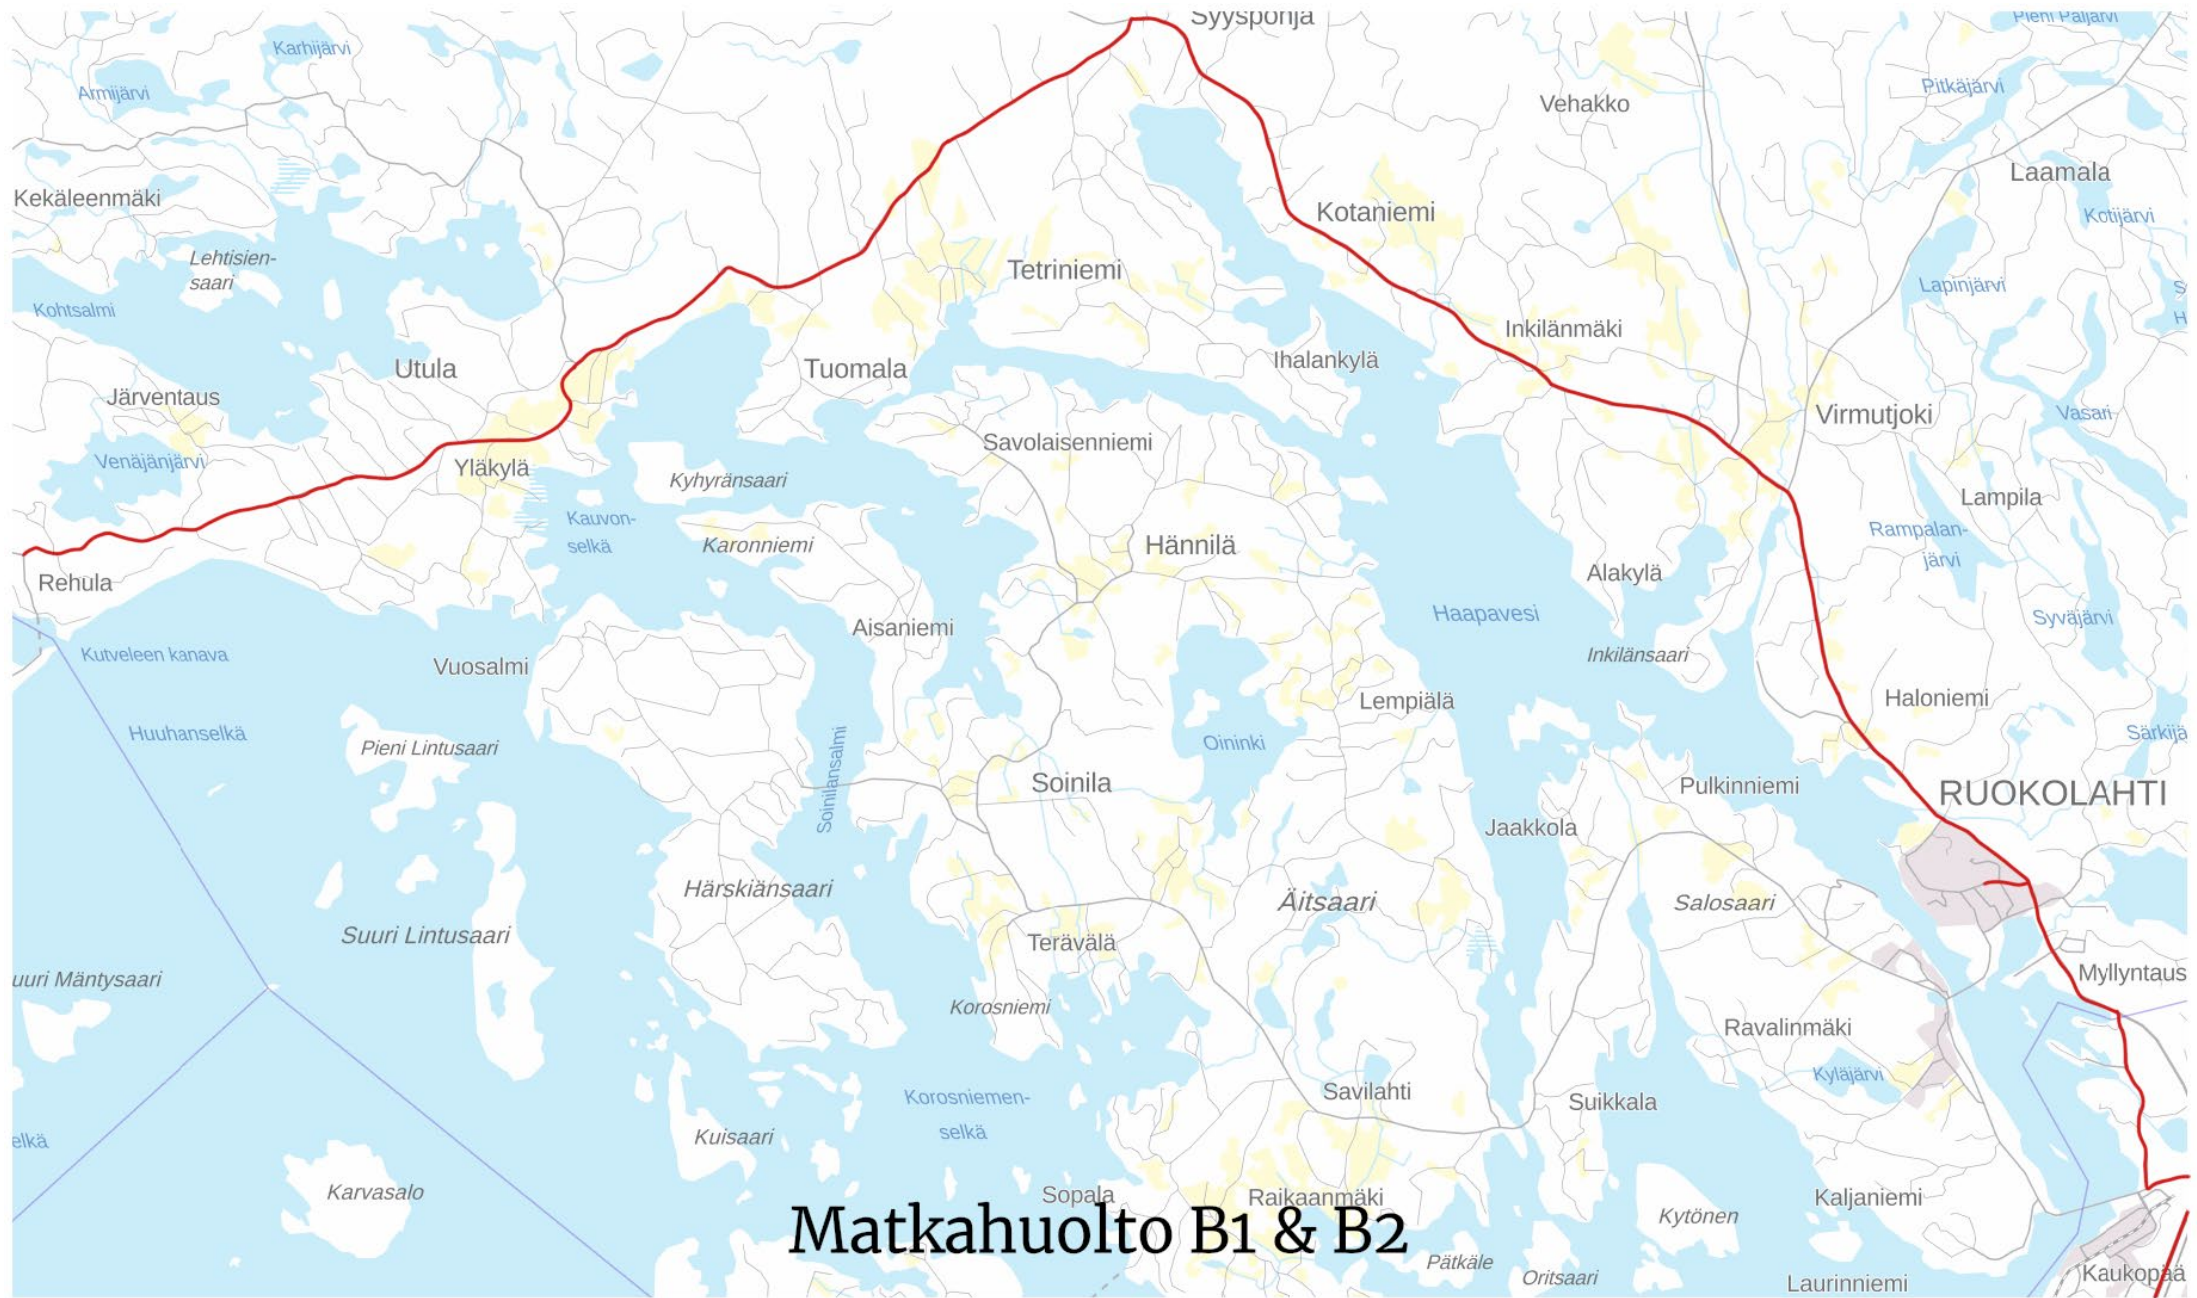 Syyspohja
Pieni Paljärvi
Karhijärvi
Armijärvi
Pitkäjärvi
Vehakko
Laamala
Kekäleenmäki
Kotaniemi
Kotijärvi
Lehtisien-
saari
Tetriniemi
Lapinjärvi
Kohtsalmi
Inkilänmäki
Ihalankylä
Utula
Tuomala
Järventaus
Virmutjoki
Vasari
Savolaisenniemi
Venäjänjärvi
Yläkylä
Kyhyränsaari
Lampila
Kauvon-
selkä
Karonniemi
Hännilä
Rampalan-
järvi
Rehula
Alakylä
Haapavesi
Syväjärvi
Aisaniemi
Kutveleen kanava
Vuosalmi
Inkilänsaari
Lempiälä
Haloniemi
Huuhanselkä
Pieni Lintusaari
Soinilansalmi
Oininki
Särkijä
Soinila
Pulkinniemi
RUOKOLAHTI
Jaakkola
Härskiänsaari
Äitsaari
Salosaari
Suuri Lintusaari
Terävälä
uuri Mäntysaari
Myllyntaus
Korosniemi
Ravalinmäki
Kyläjärvi
Savilahti
Korosniemen-
selkä
Suikkala
elkä
Kuisaari
Karvasalo
Sopala
Raikaanmäki
Kaljaniemi
Kytönen
Matkahuolto B1 & B2
Pätkäle
Oritsaari
Laurinniemi
Kaukopää